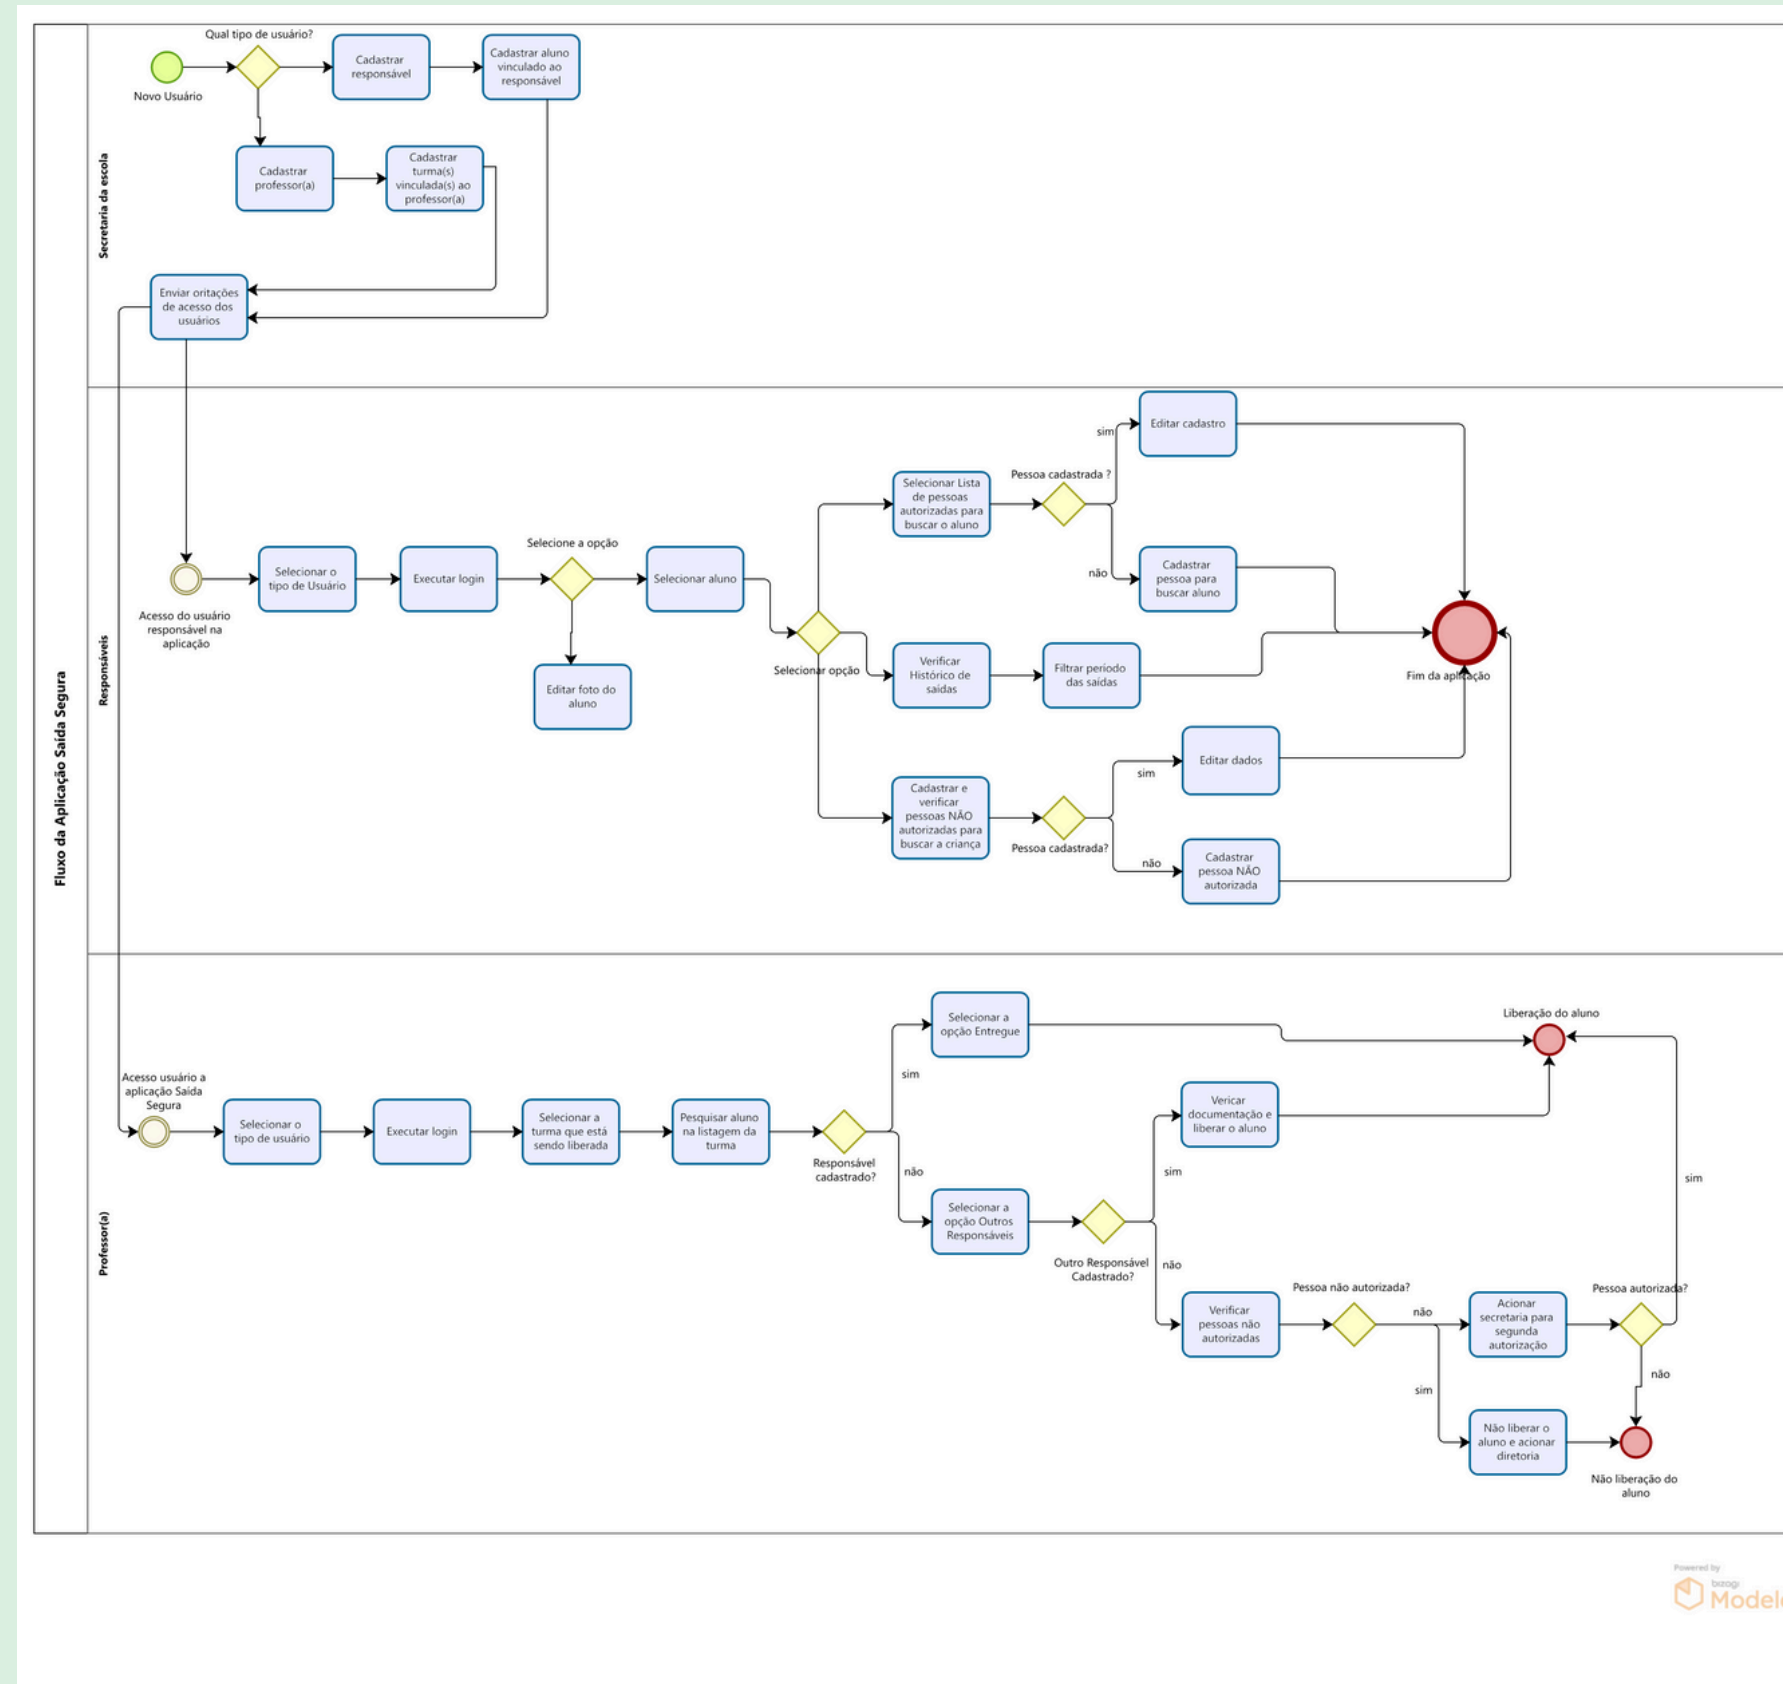 Fluxo da Aplicação Saída Segura
Secretaria da escola
Qual tipo de usuário?
Novo Usuário
Cadastrar
responsável
Cadastrar aluno
vinculado ao
responsável
Cadastrar
professor(a)
Cadastrar
turma(s)
vinculada(s) ao
professor(a)
Enviar oritações
de acesso dos
usuários
Responsáveis
Acesso do usuário
responsável na
aplicação
Selecionar o
tipo de Usuário
Executar login
Selecione a opção
Editar foto do
aluno
Selecionar aluno
Selecionar opção
Selecionar Lista
de pessoas
autorizadas para
buscar o aluno
Pessoa cadastrada ?
sim
Editar cadastro
não
Cadastrar
pessoa para
buscar aluno
Verificar
Histórico de
saídas
Filtrar período
das saídas
Fim da aplicação
Cadastrar e
verificar
pessoas NÃO
autorizadas para
buscar a criança
Pessoa cadastrada?
sim
Editar dados
não
Cadastrar
pessoa NÃO
autorizada
Professor(a)
Acesso usuário a
aplicação Saída
Segura
Selecionar o
tipo de usuário
Executar login
Selecionar a
turma que está
sendo liberada
Pesquisar aluno
na listagem da
turma
Responsável
cadastrado?
sim
Selecionar a
opção Entregue
Liberação do aluno
não
Selecionar a
opção Outros
Responsáveis
Outro Responsável
Cadastrado?
sim
Vericar
documentação e
liberar o aluno
não
Verificar
pessoas não
autorizadas
Pessoa não autorizada?
não
Acionar
secretaria para
segunda
autorização
Pessoa autorizada?
sim
não
sim
Não liberar o
aluno e acionar
diretoria
Não liberação do
aluno
Powered by
bizagi
Modele